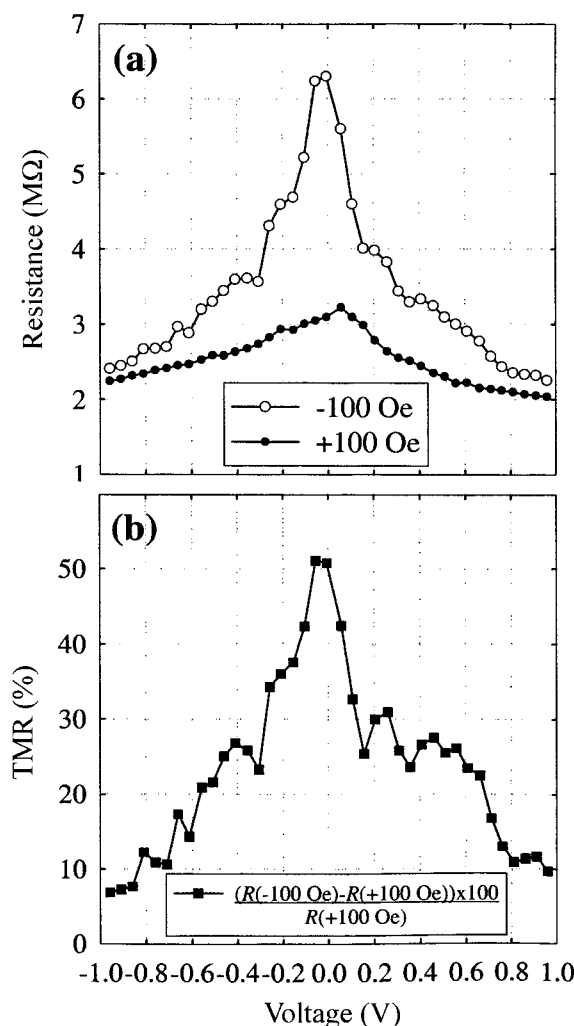 7
(a)
6
5
4
3
2
1
Resistance (MΩ)
-100 Oe
+100 Oe
(b)
50
40
30
20
10
0
TMR (%)
(R(-100 Oe)-R(+100 Oe))x100
R(+100 Oe)
-1.0 -0.8 -0.6 -0.4 -0.2 0.0 0.2 0.4 0.6 0.8 1.0
Voltage (V)